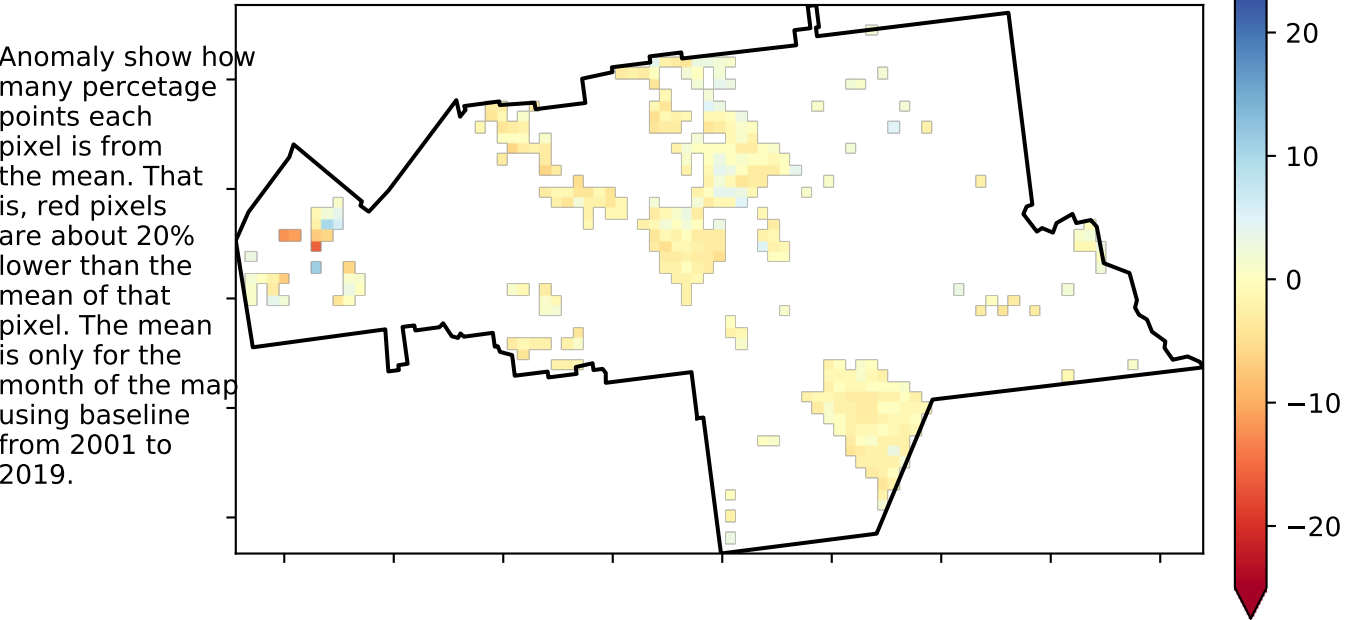 Anomaly show how
many percetage
points each
pixel is from
the mean. That
is, red pixels
are about 20%
lower than the
mean of that
pixel. The mean
is only for the
month of the map
using baseline
from 2001 to
2019.
20
10
0
−10
−20